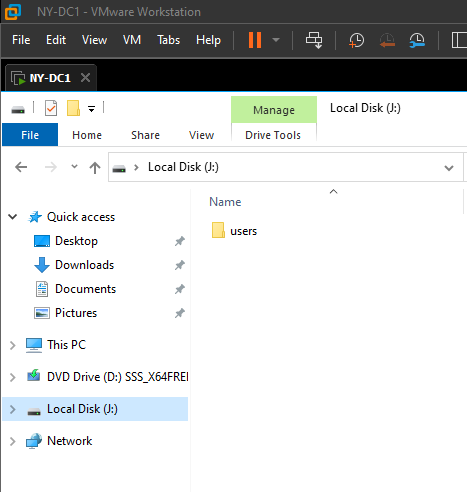 NY-DC1 - VMware Workstation
File Edit View VM Tabs Help
NY-DC1
Manage Local Disk (J:)
File Home Share View Drive Tools
Local Disk (J:)
Name
Quick access
users
Desktop
Downloads
Documents
Pictures
This PC
DVD Drive (D:) SSS_X64FREI
Local Disk (J:)
Network